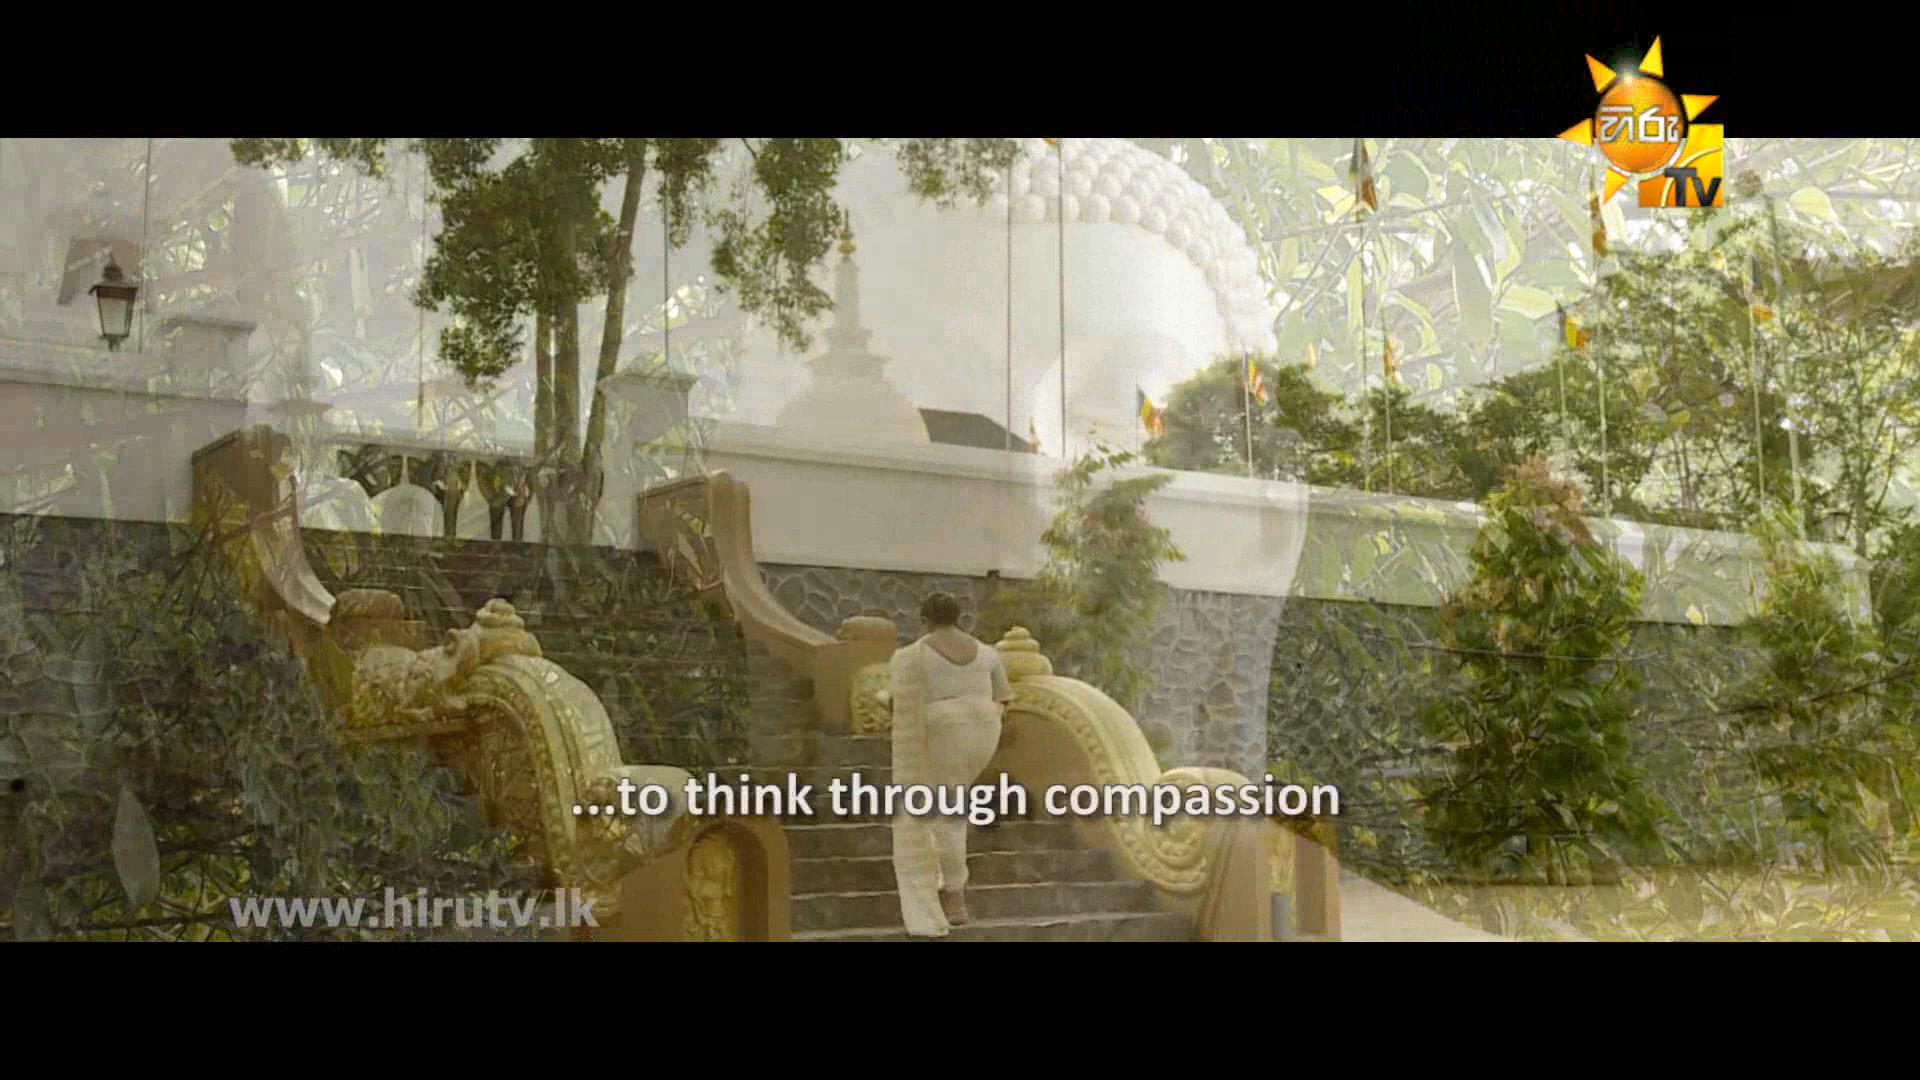 හිරු
TV
...to think through compassion
www.hirutv.lk